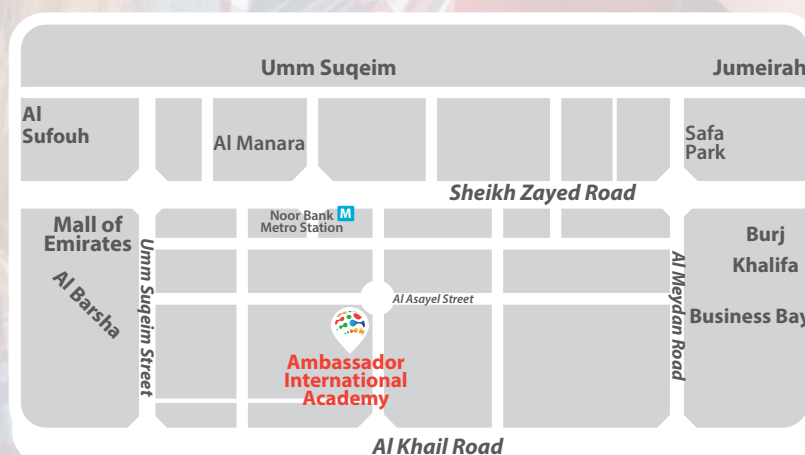 Umm Suqeim
Jumeirah
Al
Sufouh
Al Manara
Safa
Park
Sheikh Zayed Road
Noor Bank M
Metro Station
Mall of
Emirates
Burj
Khalifa
Al Barsha
Umm Suqeim Street
Al Meydan Road
Al Asayel Street
Business Bay
Ambassador
International
Academy
Al Khail Road